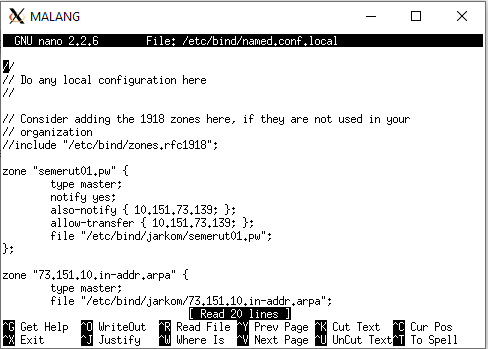 MALANG
GNU nano 2.2.6 File: /etc/bind/named.conf.local
//
// Do any local configuration here
//
// Consider adding the 1918 zones here, if they are not used in your
// organization
//include "/etc/bind/zones.rfc1918";
zone "semerut01.pw" {
type master;
notify yes;
also-notify { 10.151.73.139; };
allow-transfer { 10.151.73.139; };
file "/etc/bind/jarkom/semerut01.pw";
};
zone "73.151.10.in-addr.arpa" {
type master;
file "/etc/bind/jarkom/73.151.10.in-addr.arpa";
[ Read 20 lines ]
^G Get Help ^O WriteOut ^R Read File ^Y Prev Page ^K Cut Text ^C Cur Pos
^X Exit ^J Justify ^W Where Is ^V Next Page ^U UnCut Text ^T To Spell